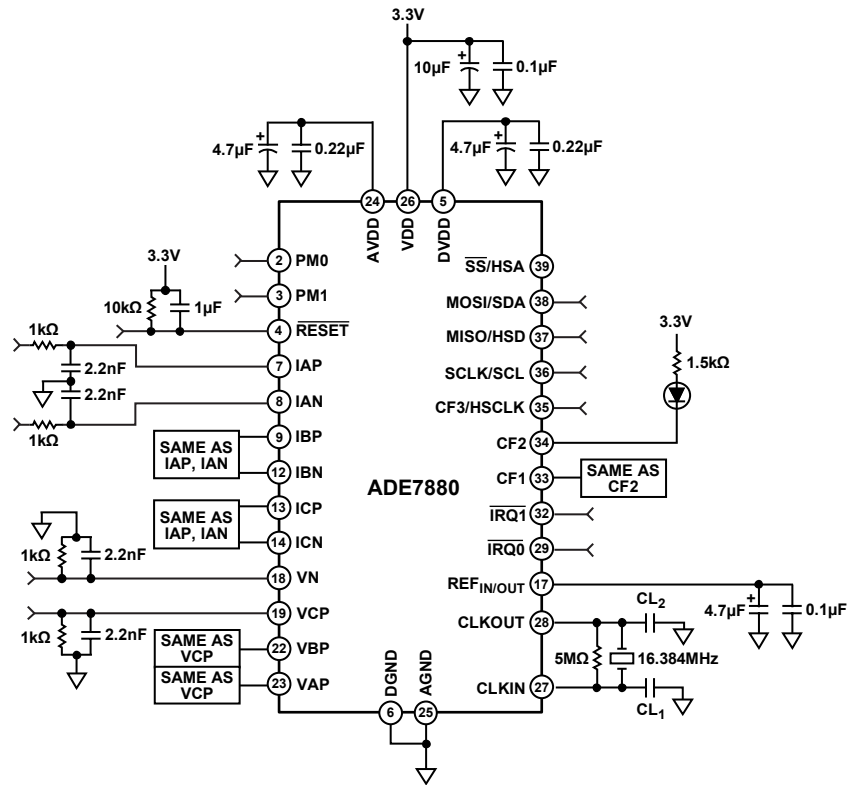 3.3V
10µF
+
0.1µF
4.7µF
+
0.22µF
4.7µF
+
0.22µF
24
26
5
AVDD
VDD
DVDD
3.3V
10kΩ
1µF
2 PM0
3 PM1
4 RESET
1kΩ
2.2nF
2.2nF
1kΩ
7 IAP
8 IAN
SAME AS
IAP, IAN
9 IBP
12 IBN
SAME AS
IAP, IAN
13 ICP
14 ICN
1kΩ
2.2nF
18 VN
19 VCP
1kΩ
2.2nF
SAME AS
VCP
22 VBP
SAME AS
VCP
23 VAP
ADE7880
SS/HSA 39
MOSI/SDA 38
MISO/HSD 37
SCLK/SCL 36
CF3/HSCLK 35
CF2 34
3.3V
1.5kΩ
CF1 33
SAME AS
CF2
IRQ1 32
IRQ0 29
REFIN/OUT 17
4.7µF
+
0.1µF
CLKOUT 28
CL2
5MΩ
16.384MHz
CLKIN 27
CL1
DGND
AGND
6
25